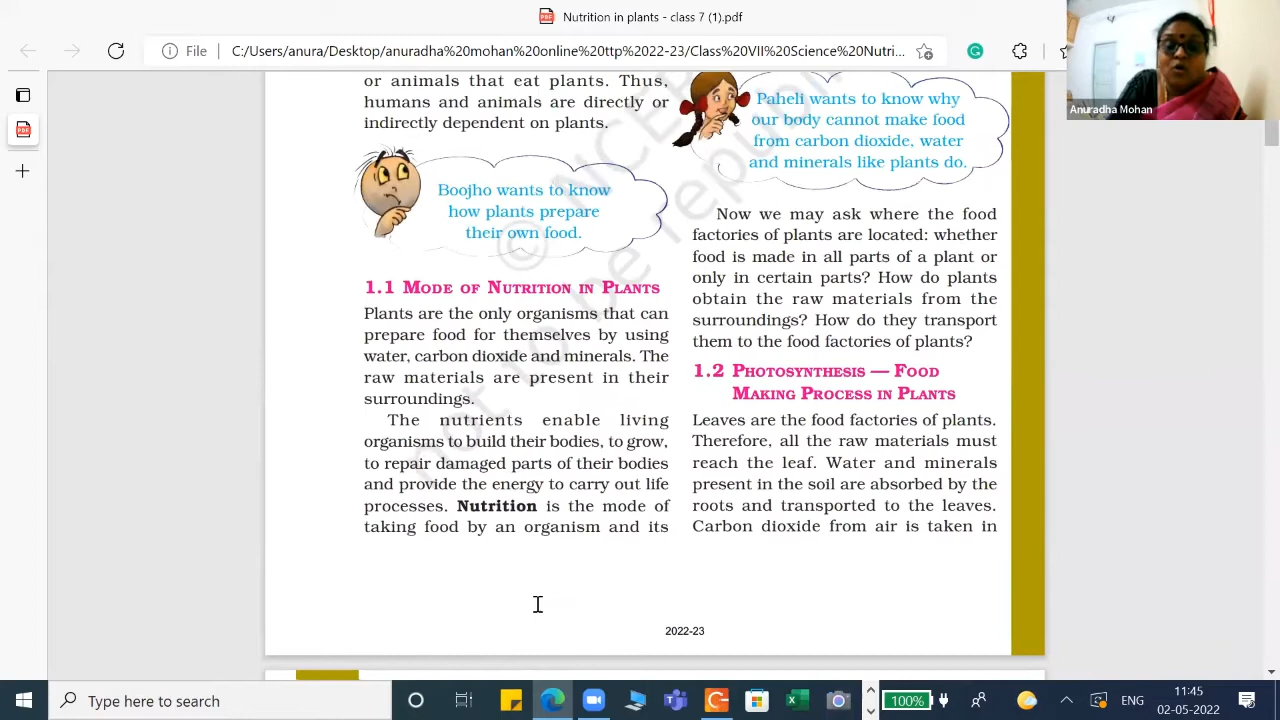 Nutrition in plants - class 7 (1).pdf
File
C:/Users/anura/Desktop/anuradha%20mohan%20online%20ttp%2022-23/Class%20VII%20Science%20Nutri...
Anuradha Mohan
or animals that eat plants. Thus,
humans and animals are directly or
indirectly dependent on plants.
Boojho wants to know
how plants prepare
their own food.
1.1 MODE OF NUTRITION IN PLANTS
Plants are the only organisms that can
prepare food for themselves by using
water, carbon dioxide and minerals. The
raw materials are present in their
surroundings.
The nutrients enable living
organisms to build their bodies, to grow,
to repair damaged parts of their bodies
and provide the energy to carry out life
processes. Nutrition is the mode of
taking food by an organism and its
Paheli wants to know why
our body cannot make food
from carbon dioxide, water
and minerals like plants do.
Now we may ask where the food
factories of plants are located: whether
food is made in all parts of a plant or
only in certain parts? How do plants
obtain the raw materials from the
surroundings? How do they transport
them to the food factories of plants?
1.2 PHOTOSYNTHESIS — FOOD
MAKING PROCESS IN PLANTS
Leaves are the food factories of plants.
Therefore, all the raw materials must
reach the leaf. Water and minerals
present in the soil are absorbed by the
roots and transported to the leaves.
Carbon dioxide from air is taken in
not to be republ
2022-23
Type here to search
100%
ENG
11:45
02-05-2022